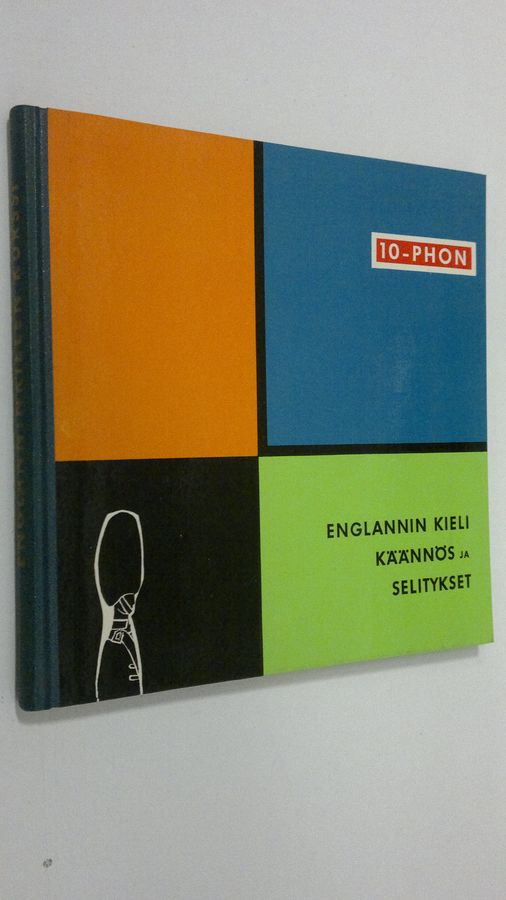 10-PHON
ENGLANNIN KIELI
KÄÄNNÖS JA
SELITYKSET